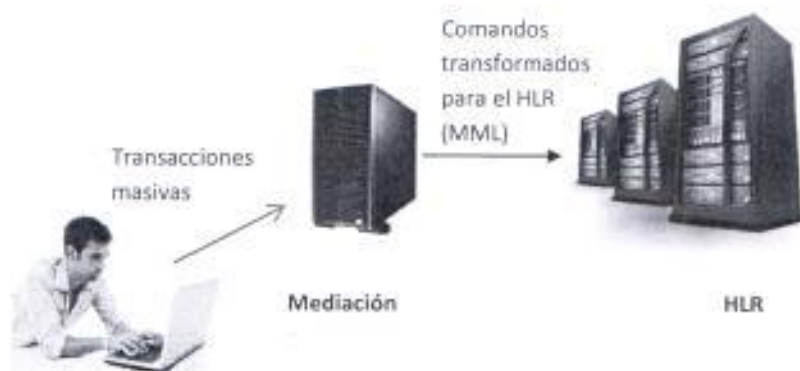 Comandos
transformados
para el HLR
(MML)
Transacciones
masivas
Mediación
HLR